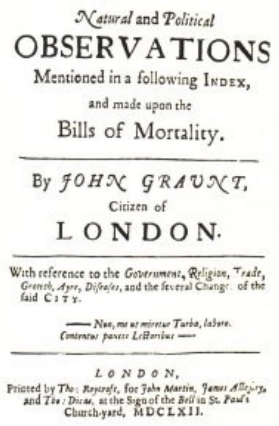 Natural and Political
OBSERVATIONS
Mentioned in a following INDEX,
and made upon the
Bills of Mortality.
By JOHN GRAUNT,
Citizen of
LONDON.
With reference to the Government, Religion, Trade,
Growth, Ayre, Diseases, and the several Changes of the
said CITY.
—— Non, me ut miretur Turba, laboro.
Contentus paucis Lectoribus ——
LONDON,
Printed by Tho: Roycroft, for John Martin, James Allestry,
and Tho: Dicas, at the Sign of the Bell in St. Paul's
Church-yard, MDCLXII.